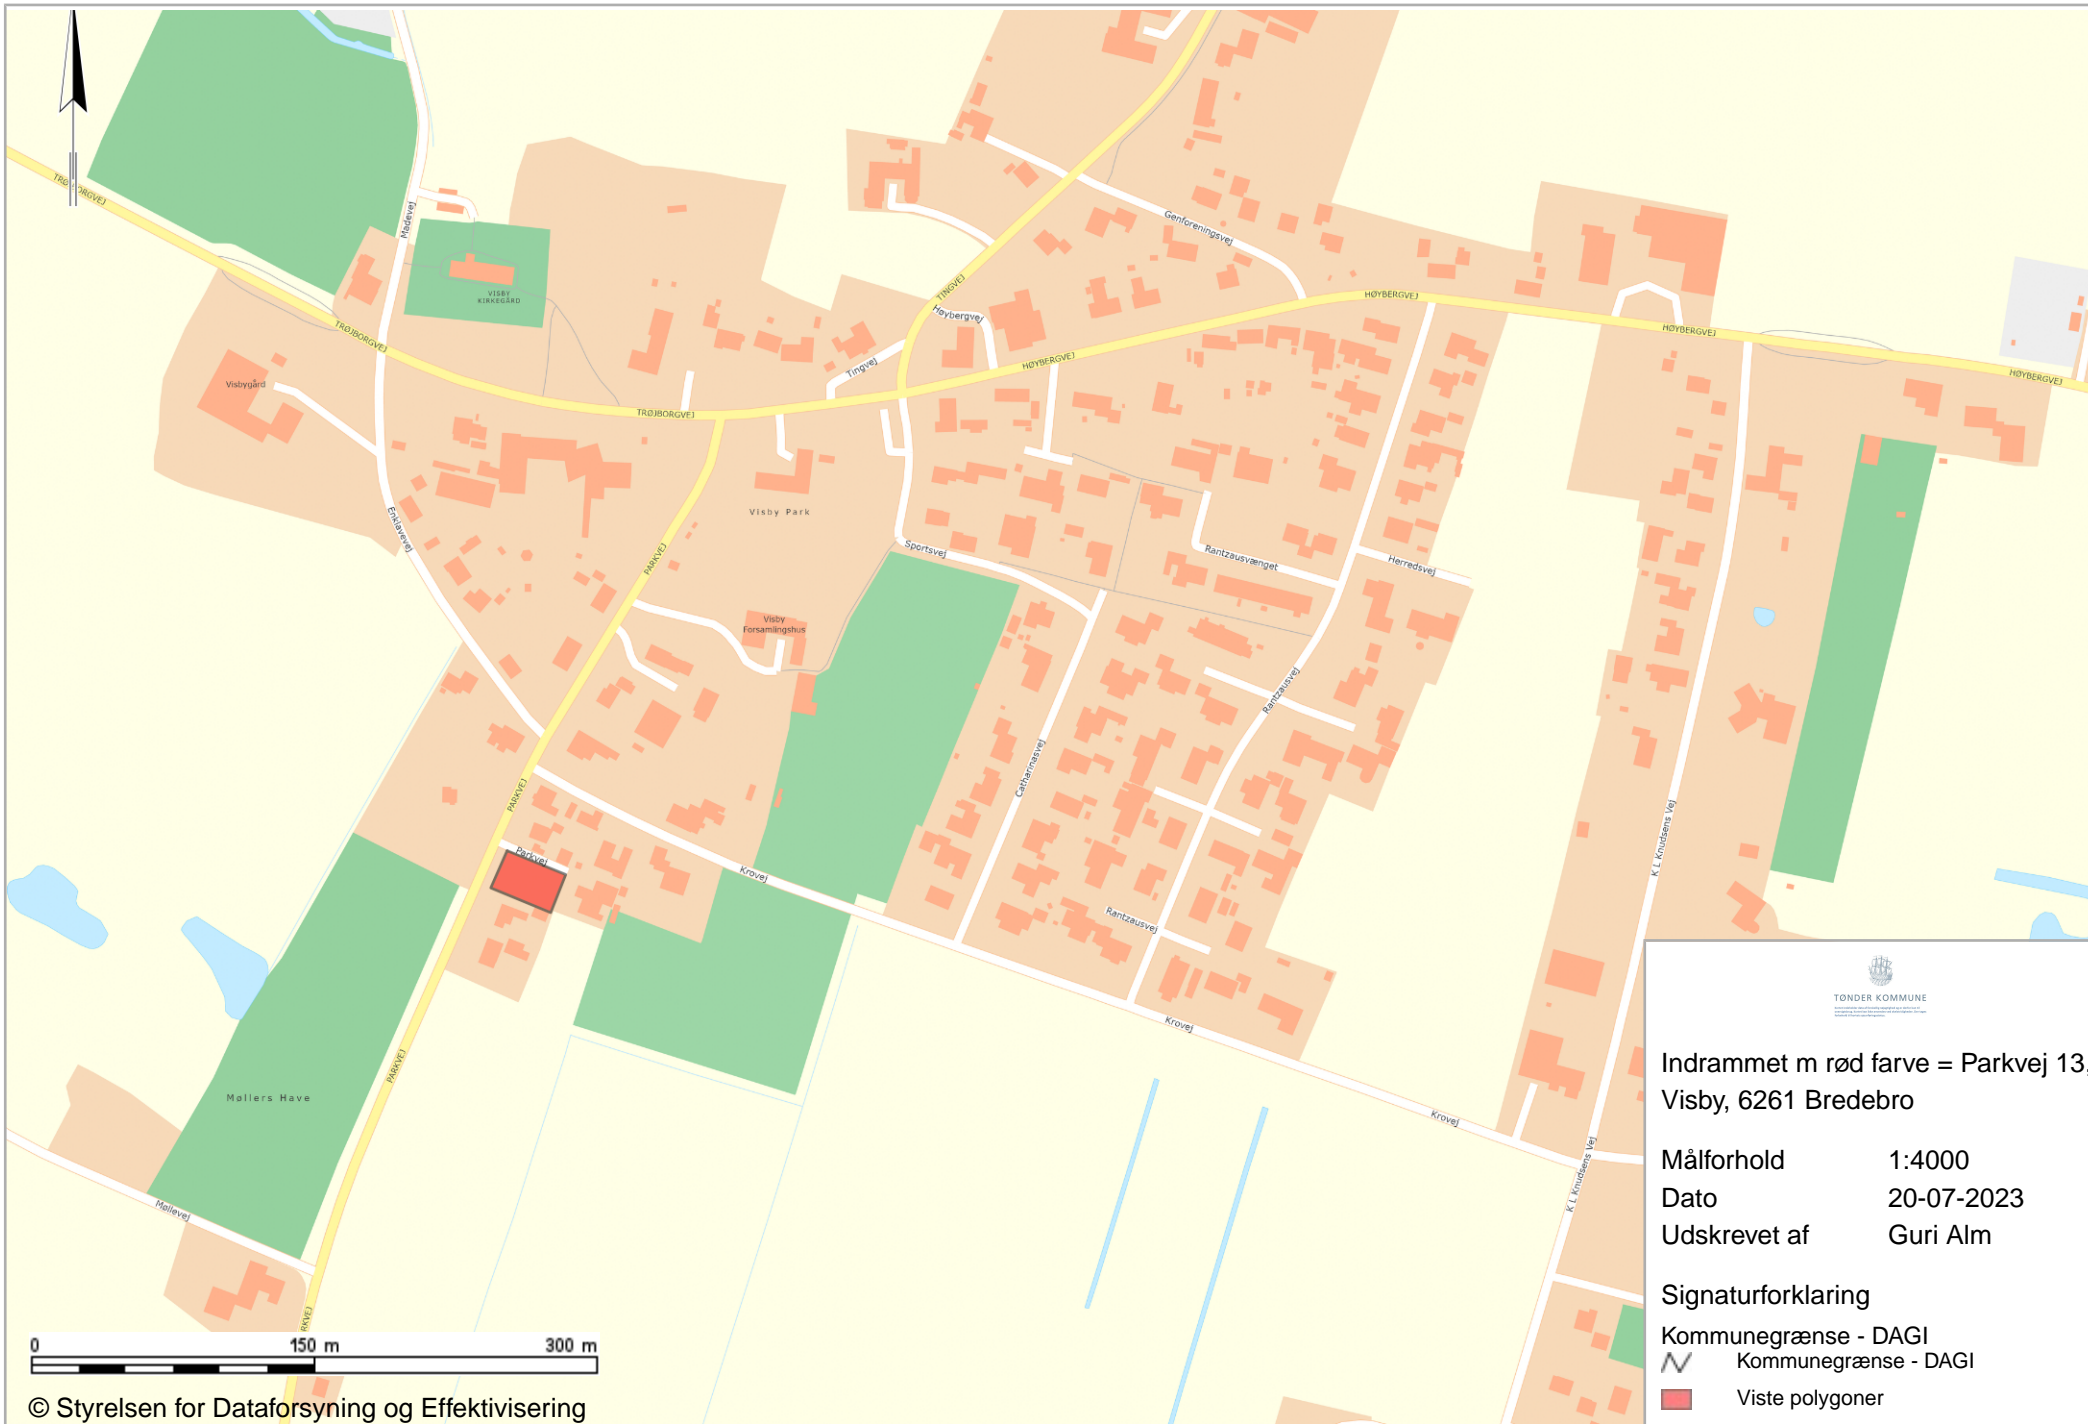 TRØJBORGVEJ
Madevej
VISBY
KIRKEGÅRD
TRØJBORGVEJ
Visbygård
TRØJBORGVEJ
Enklavevej
Tingvej
TINGVEJ
Høybergvej
HØYBERGVEJ
Genforeningsvej
HØYBERGVEJ
HØYBERGVEJ
HØYBERGVEJ
Visby Park
PARKVEJ
Sportsvej
Rantzausvænget
Herredsvej
Visby
Forsamlingshus
Rantzausvej
Catharinasvej
PARKVEJ
Parkvej
Krovej
K L Knudsens Vej
Rantzausvej
Krovej
Krovej
K L Knudsens Vej
PARKVEJ
Møllers Have
Møllevej
RKVEJ
0 150 m 300 m
© Styrelsen for Dataforsyning og Effektivisering
TØNDER KOMMUNE
Indrammet m rød farve = Parkvej 13,
Visby, 6261 Bredebro
Målforhold 1:4000
Dato 20-07-2023
Udskrevet af Guri Alm
Signaturforklaring
Kommunegrænse - DAGI
Kommunegrænse - DAGI
Viste polygoner